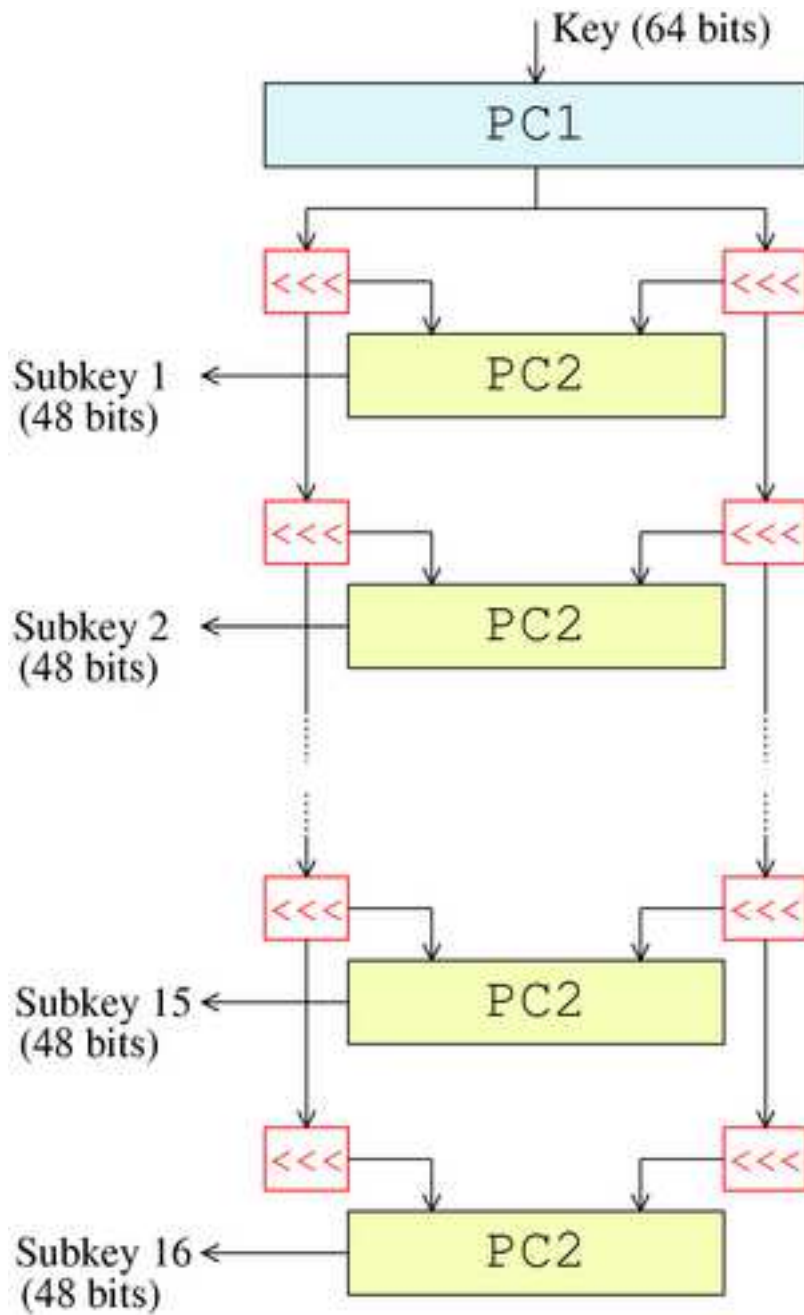 Key (64 bits)
PC1
<<< <<<
PC2
Subkey 1
(48 bits)
<<< <<<
PC2
Subkey 2
(48 bits)
<<< <<<
PC2
Subkey 15
(48 bits)
<<< <<<
PC2
Subkey 16
(48 bits)